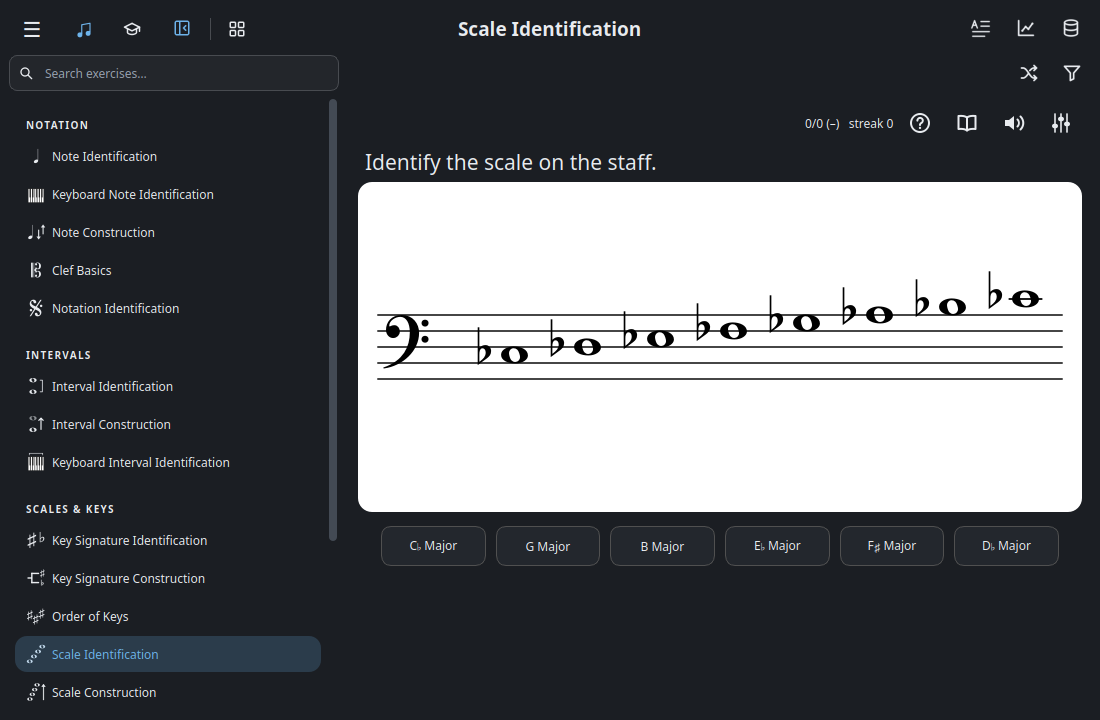 Scale Identification
Search exercises...
0/0 (–) streak 0
NOTATION
Note Identification
Keyboard Note Identification
Note Construction
Clef Basics
Notation Identification
INTERVALS
Interval Identification
Interval Construction
Keyboard Interval Identification
SCALES & KEYS
Key Signature Identification
Key Signature Construction
Order of Keys
Scale Identification
Scale Construction
Identify the scale on the staff.
C♭ Major
G Major
B Major
E♭ Major
F♯ Major
D♭ Major